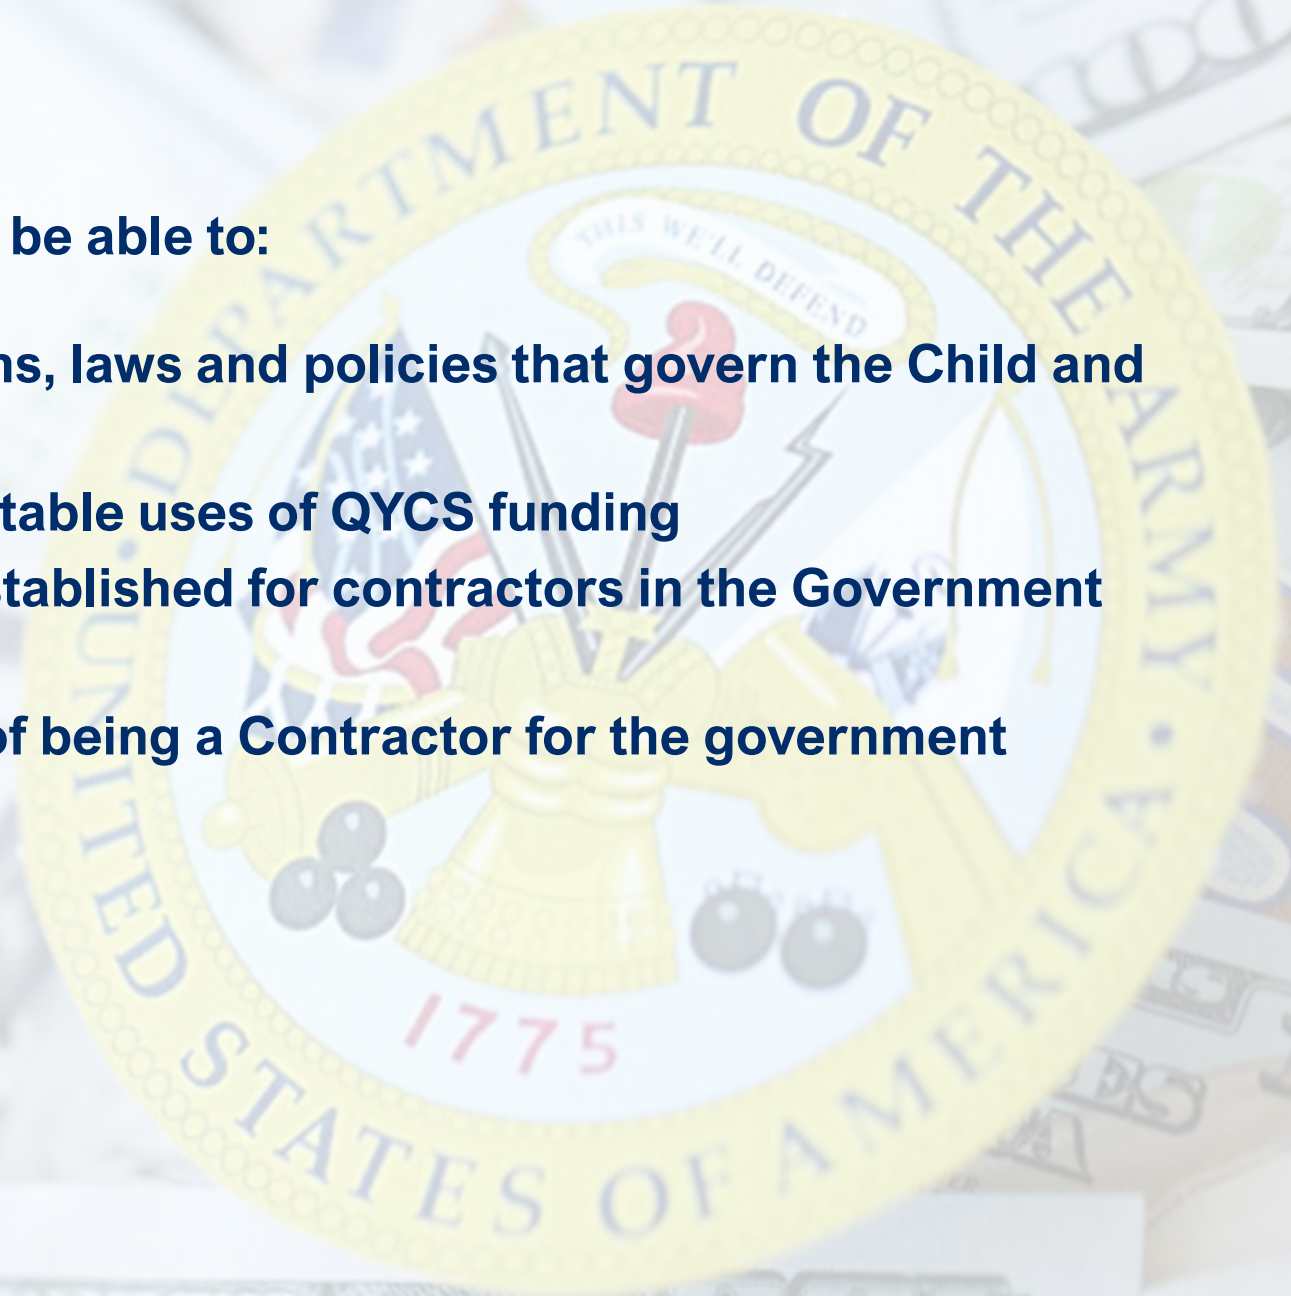 be able to:
ns, laws and policies that govern the Child and
table uses of QYCS funding
stablished for contractors in the Government
of being a Contractor for the government
DEPARTMENT OF THE ARMY
THIS WE'LL DEFEND
1775
UNITED STATES OF AMERICA